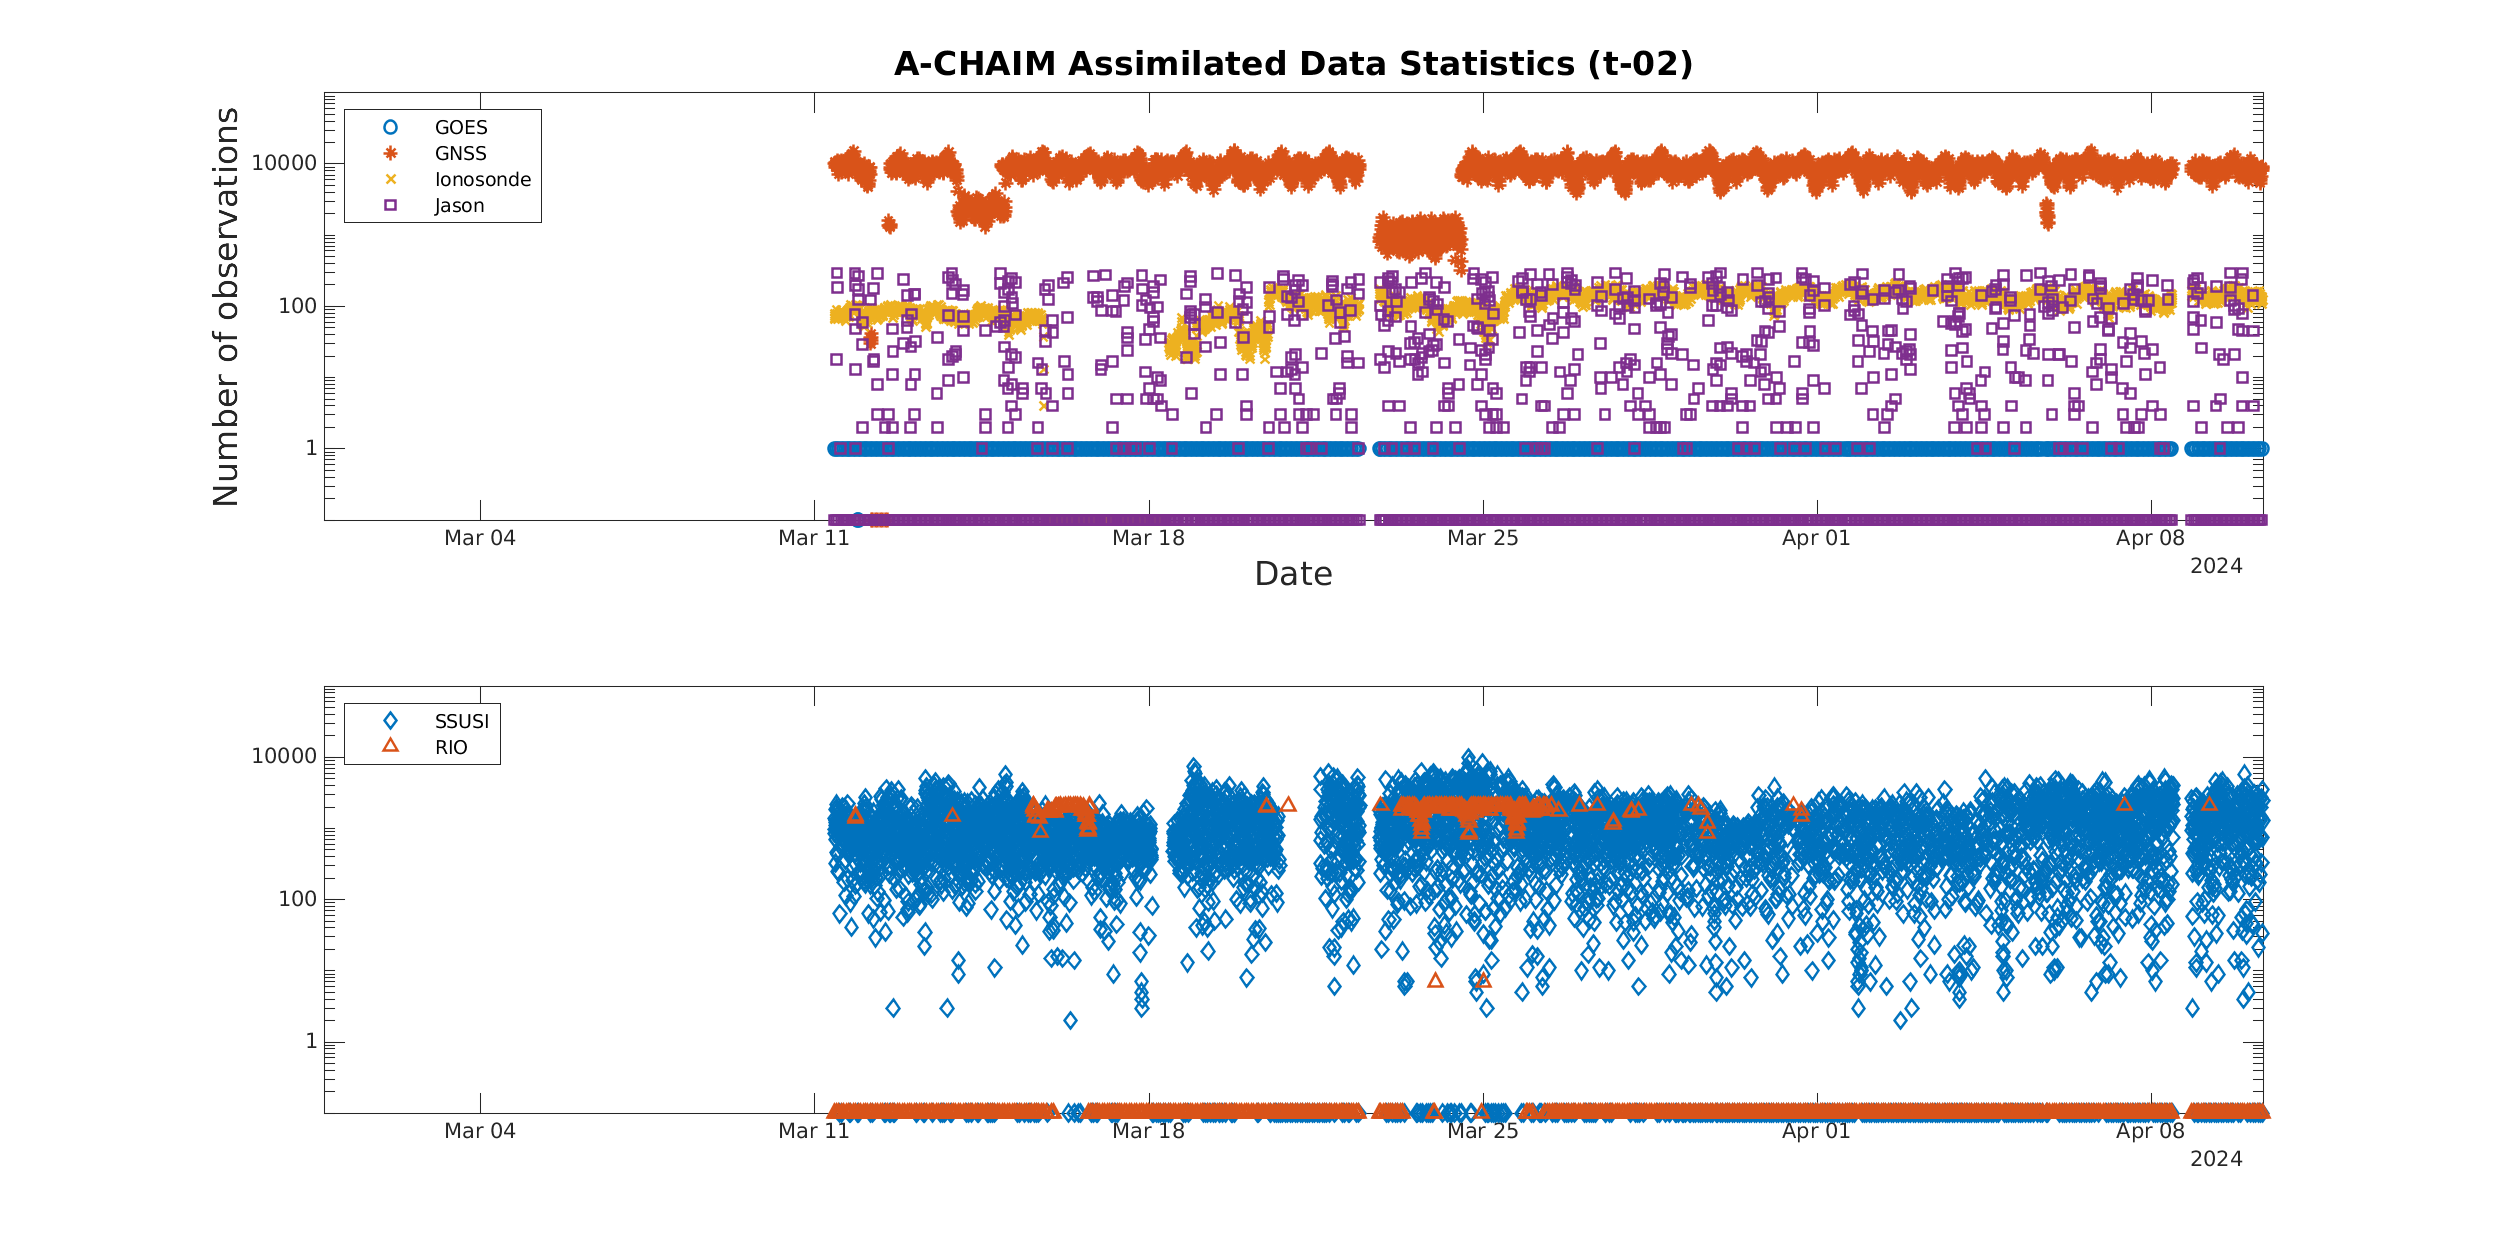 A-CHAIM Assimilated Data Statistics (t-02)
Number of observations
10000
100
1
GOES
GNSS
Ionosonde
Jason
Mar 04
Mar 11
Mar 18
Mar 25
Apr 01
Apr 08
2024
Date
10000
100
1
SSUSI
RIO
Mar 04
Mar 11
Mar 18
Mar 25
Apr 01
Apr 08
2024